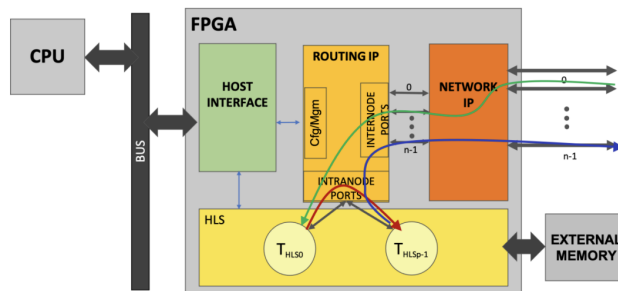 FPGA
CPU
BUS
HOST
INTERFACE
ROUTING IP
Cfg/Mgm
INTERNODE
PORTS
INTRANODE
PORTS
0
n-1
NETWORK
IP
0
n-1
HLS
THLS0
THLSp-1
EXTERNAL
MEMORY